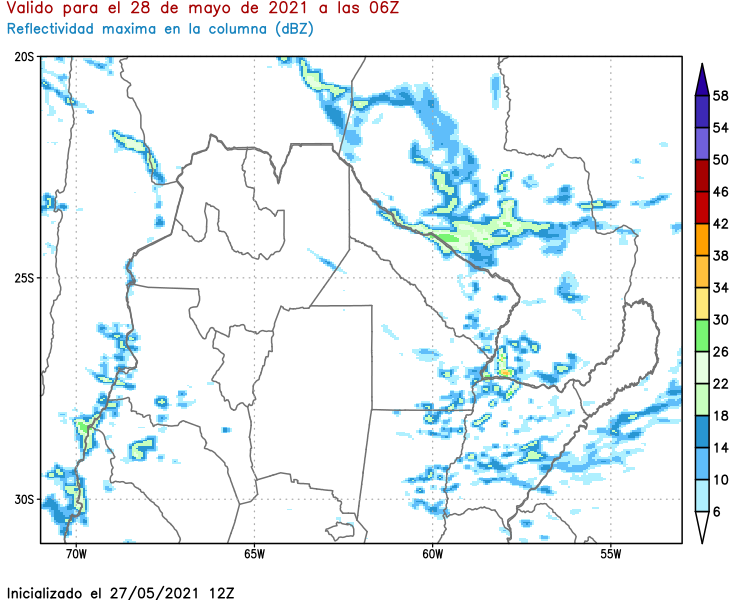 Valido para el 28 de mayo de 2021 a las 06Z
Reflectividad maxima en la columna (dBZ)
20S
25S
30S
70W
65W
60W
55W
58
54
50
46
42
38
34
30
26
22
18
14
10
6
Inicializado el 27/05/2021 12Z